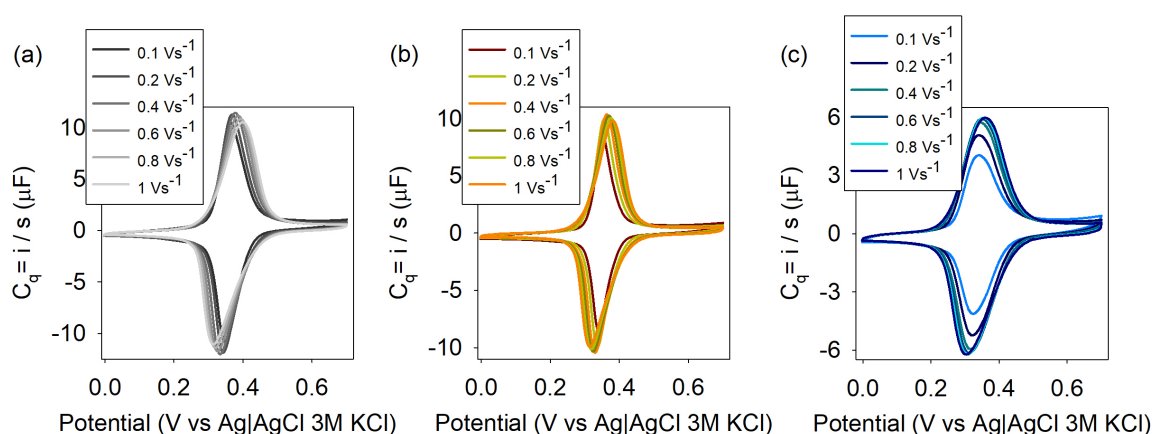 (a)
0.1 Vs⁻¹
0.2 Vs⁻¹
0.4 Vs⁻¹
0.6 Vs⁻¹
0.8 Vs⁻¹
1 Vs⁻¹
10
5
0
-5
-10
C_q = i / s (μF)
0.0 0.2 0.4 0.6
Potential (V vs Ag|AgCl 3M KCl)
(b)
0.1 Vs⁻¹
0.2 Vs⁻¹
0.4 Vs⁻¹
0.6 Vs⁻¹
0.8 Vs⁻¹
1 Vs⁻¹
10
5
0
-5
-10
C_q = i / s (μF)
0.0 0.2 0.4 0.6
Potential (V vs Ag|AgCl 3M KCl)
(c)
0.1 Vs⁻¹
0.2 Vs⁻¹
0.4 Vs⁻¹
0.6 Vs⁻¹
0.8 Vs⁻¹
1 Vs⁻¹
6
3
0
-3
-6
C_q = i / s (μF)
0.0 0.2 0.4 0.6
Potential (V vs Ag|AgCl 3M KCl)